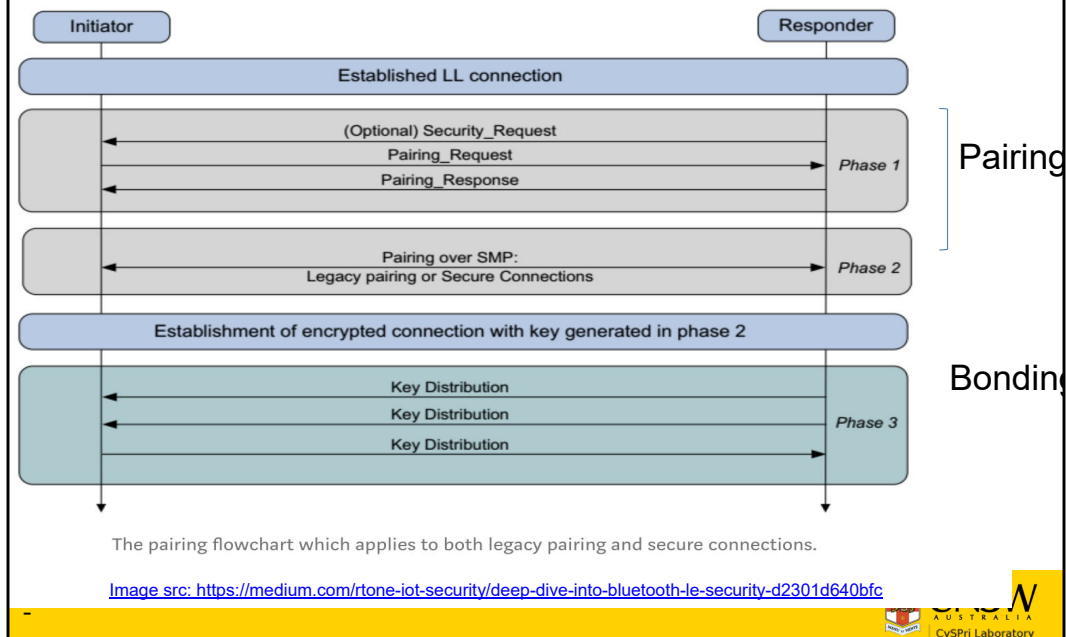 Initiator
Responder
Established LL connection
(Optional) Security_Request
Pairing_Request
Pairing_Response
Phase 1
Pairing
Pairing over SMP:
Legacy pairing or Secure Connections
Phase 2
Establishment of encrypted connection with key generated in phase 2
Bonding
Key Distribution
Key Distribution
Key Distribution
Phase 3
The pairing flowchart which applies to both legacy pairing and secure connections.
Image src: https://medium.com/rtone-iot-security/deep-dive-into-bluetooth-le-security-d2301d640bfc
AUSTRALIA
CySPri Laboratory